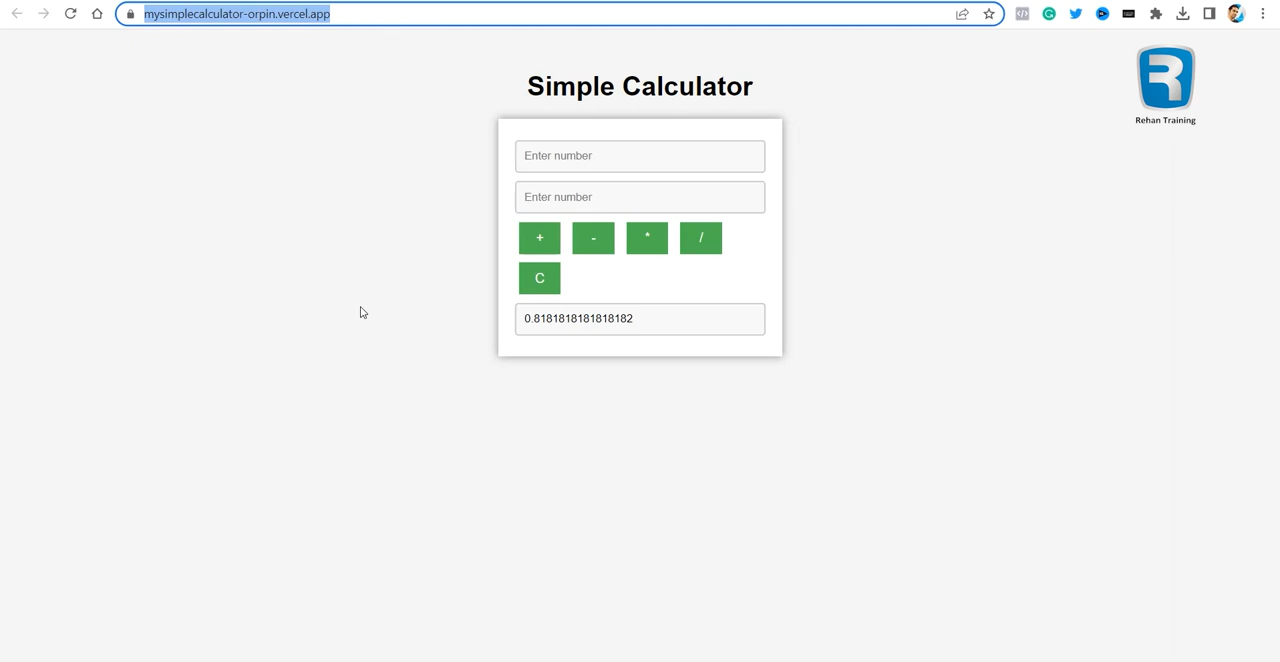 mysimplecalculator-orpin.vercel.app
Simple Calculator
Rehan Training
Enter number
Enter number
+ - * /
C
0.8181818181818182